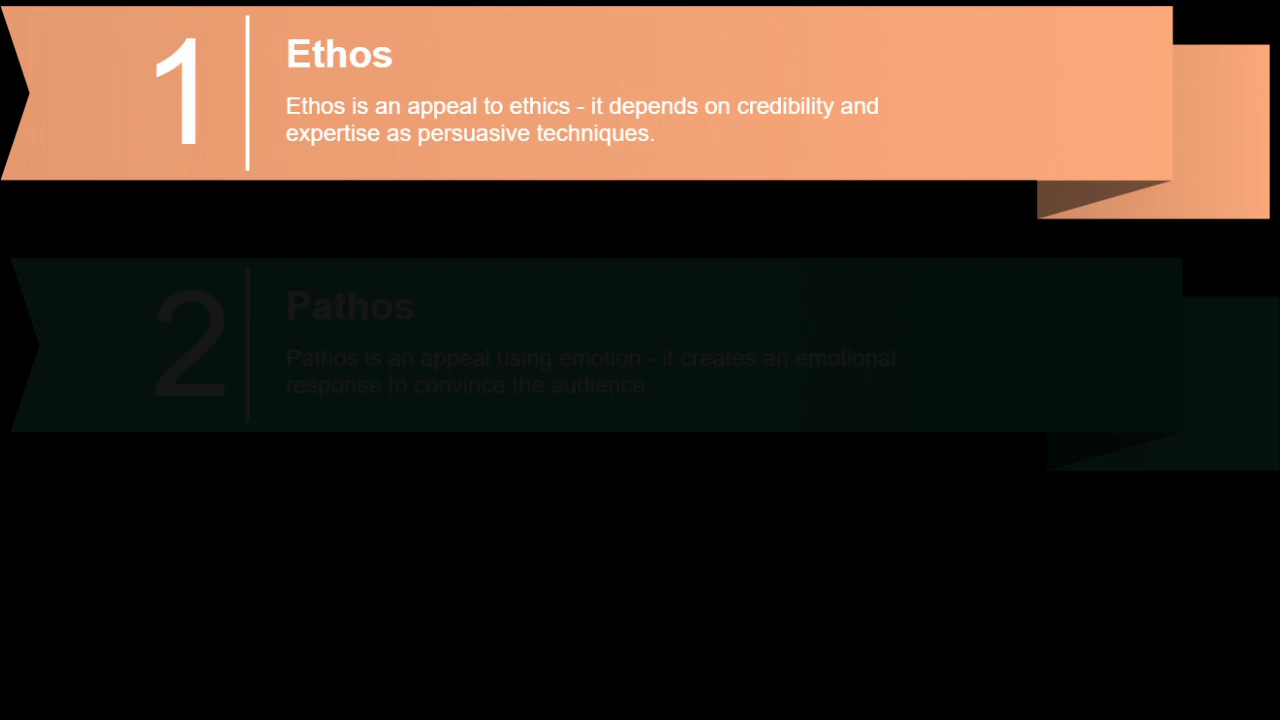 1
Ethos
Ethos is an appeal to ethics - it depends on credibility and
expertise as persuasive techniques.
2
Pathos
Pathos is an appeal using emotion - it creates an emotional
response to convince the audience.